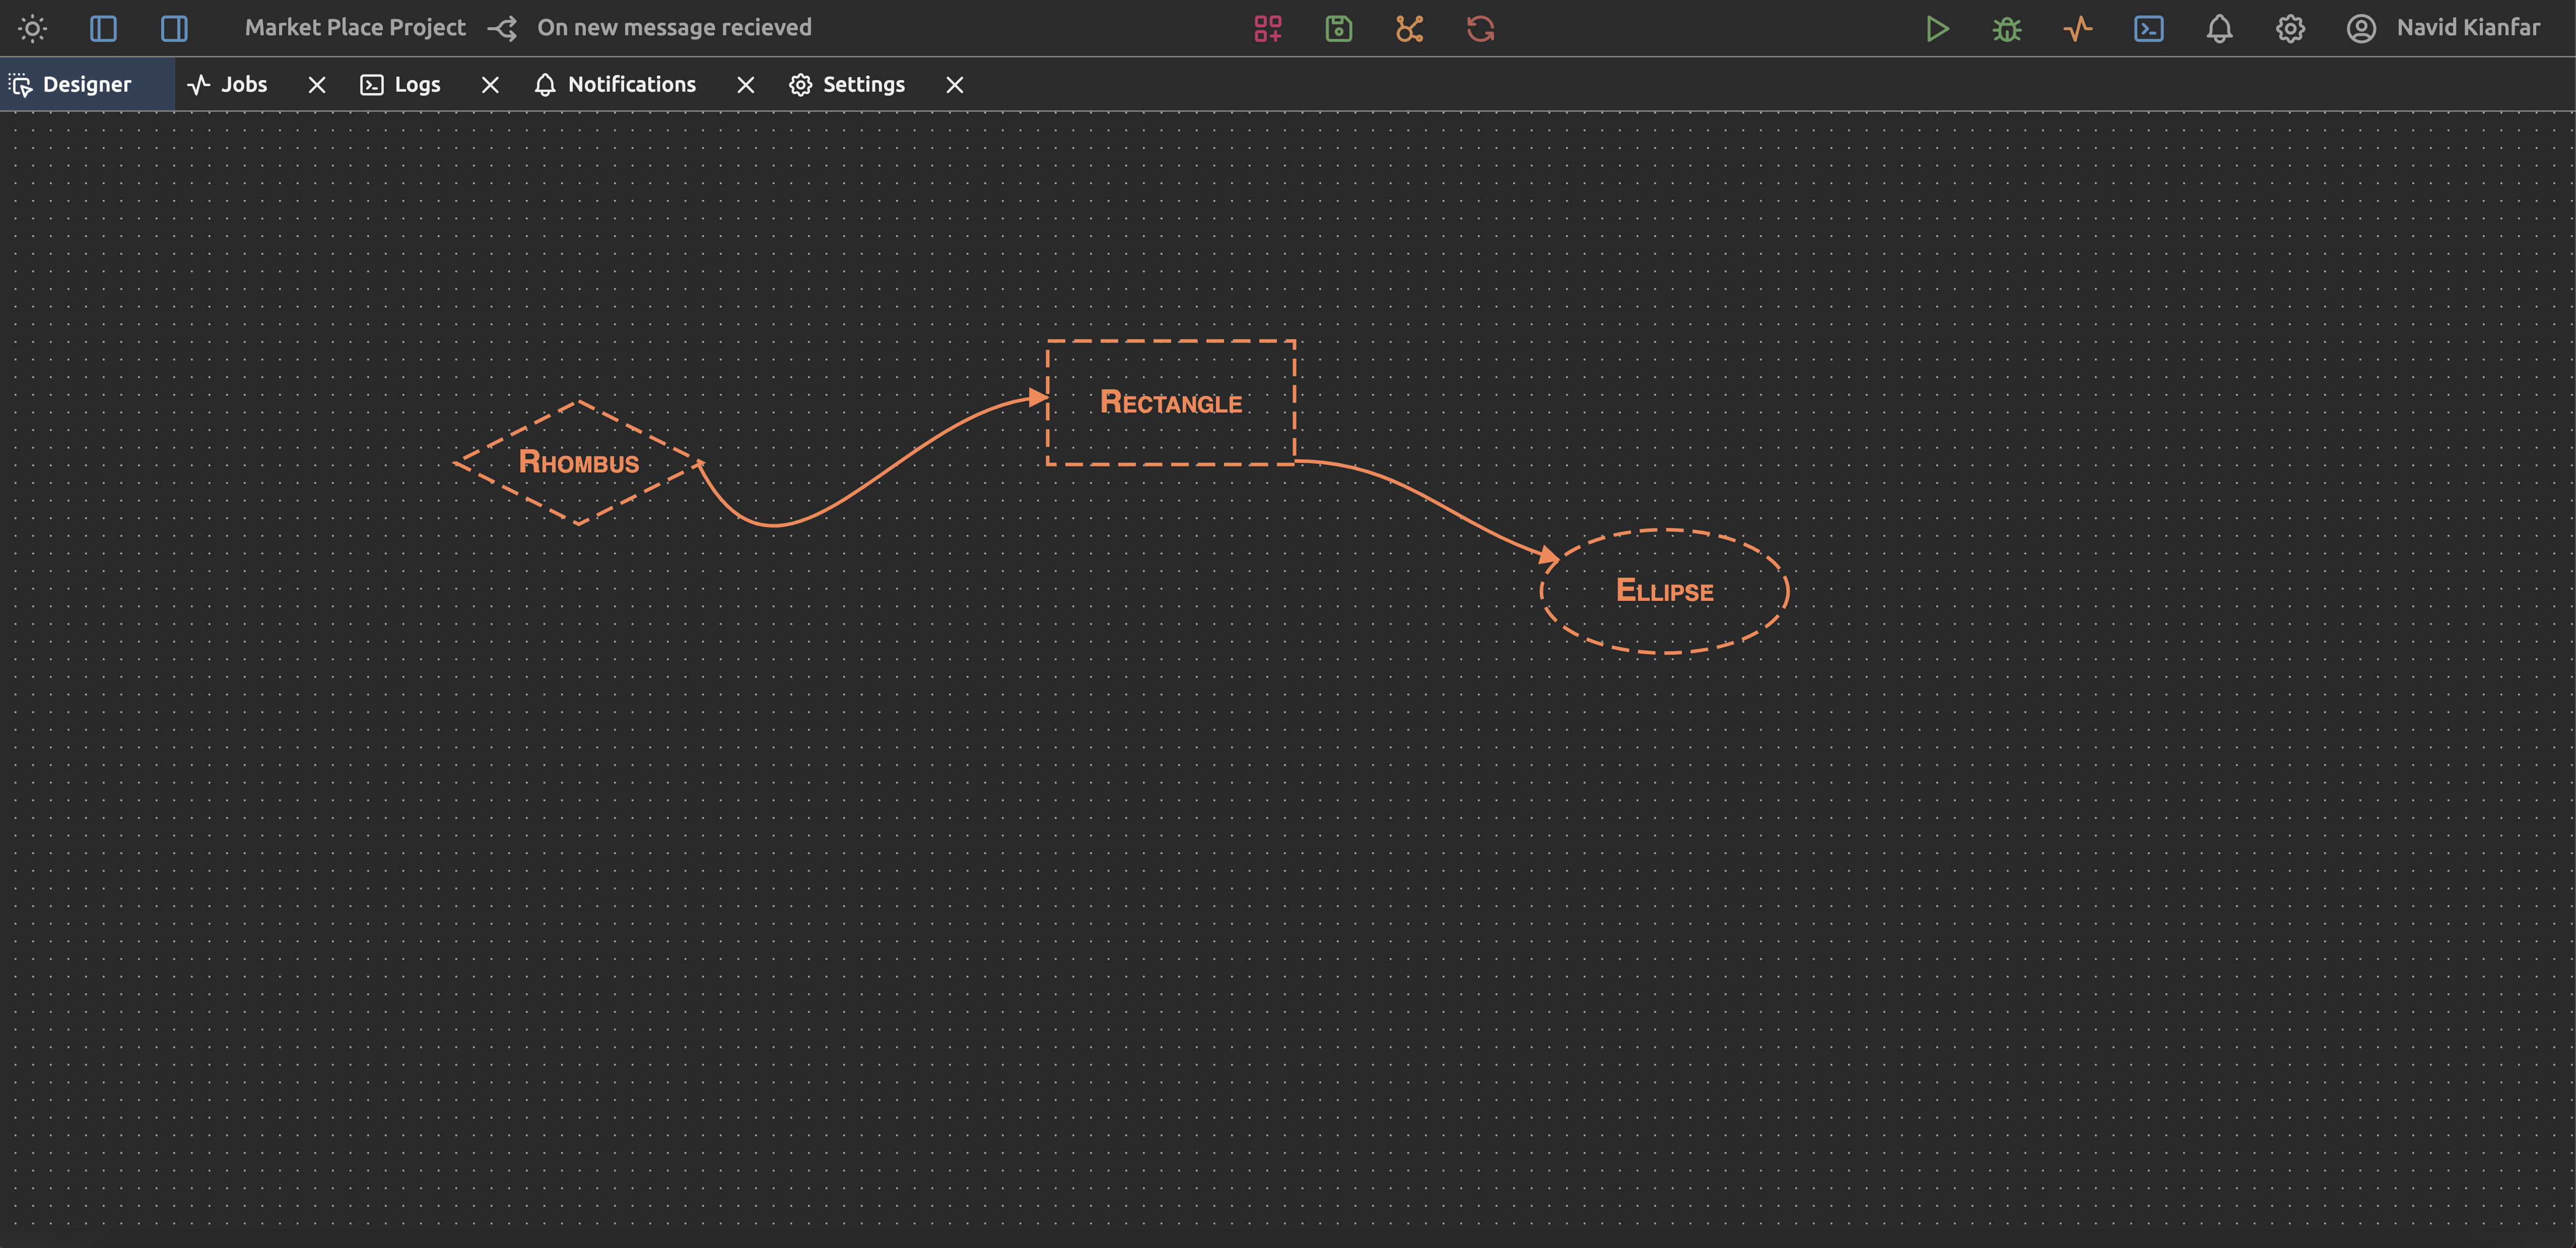 Market Place Project On new message recieved Navid Kianfar
Designer Jobs Logs Notifications Settings
Rectangle
Rhombus
Ellipse